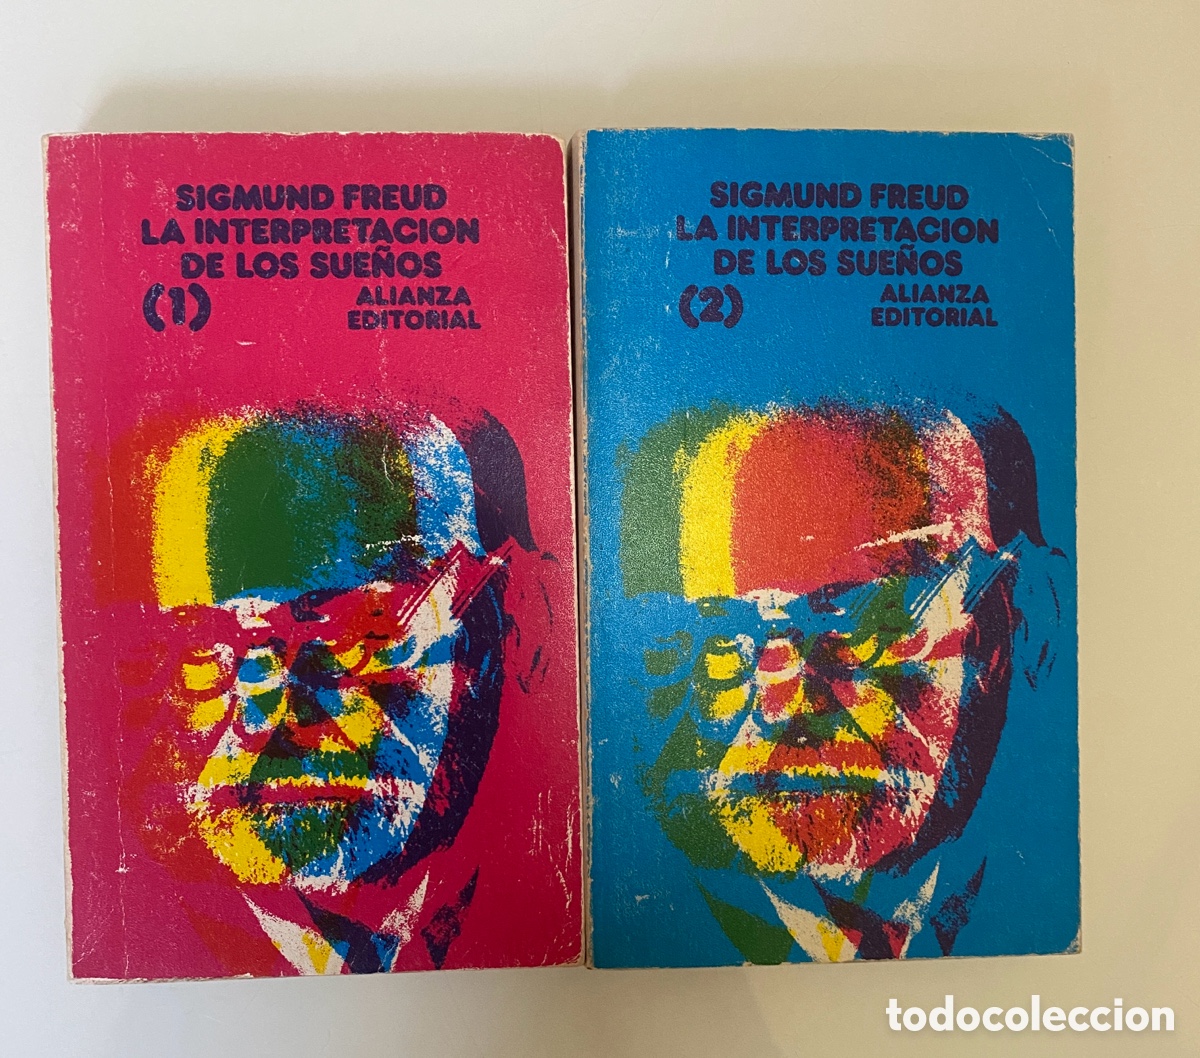 SIGMUND FREUD
LA INTERPRETACION
DE LOS SUEÑOS
(1)
ALIANZA
EDITORIAL
SIGMUND FREUD
LA INTERPRETACION
DE LOS SUEÑOS
(2)
ALIANZA
EDITORIAL
todocoleccion